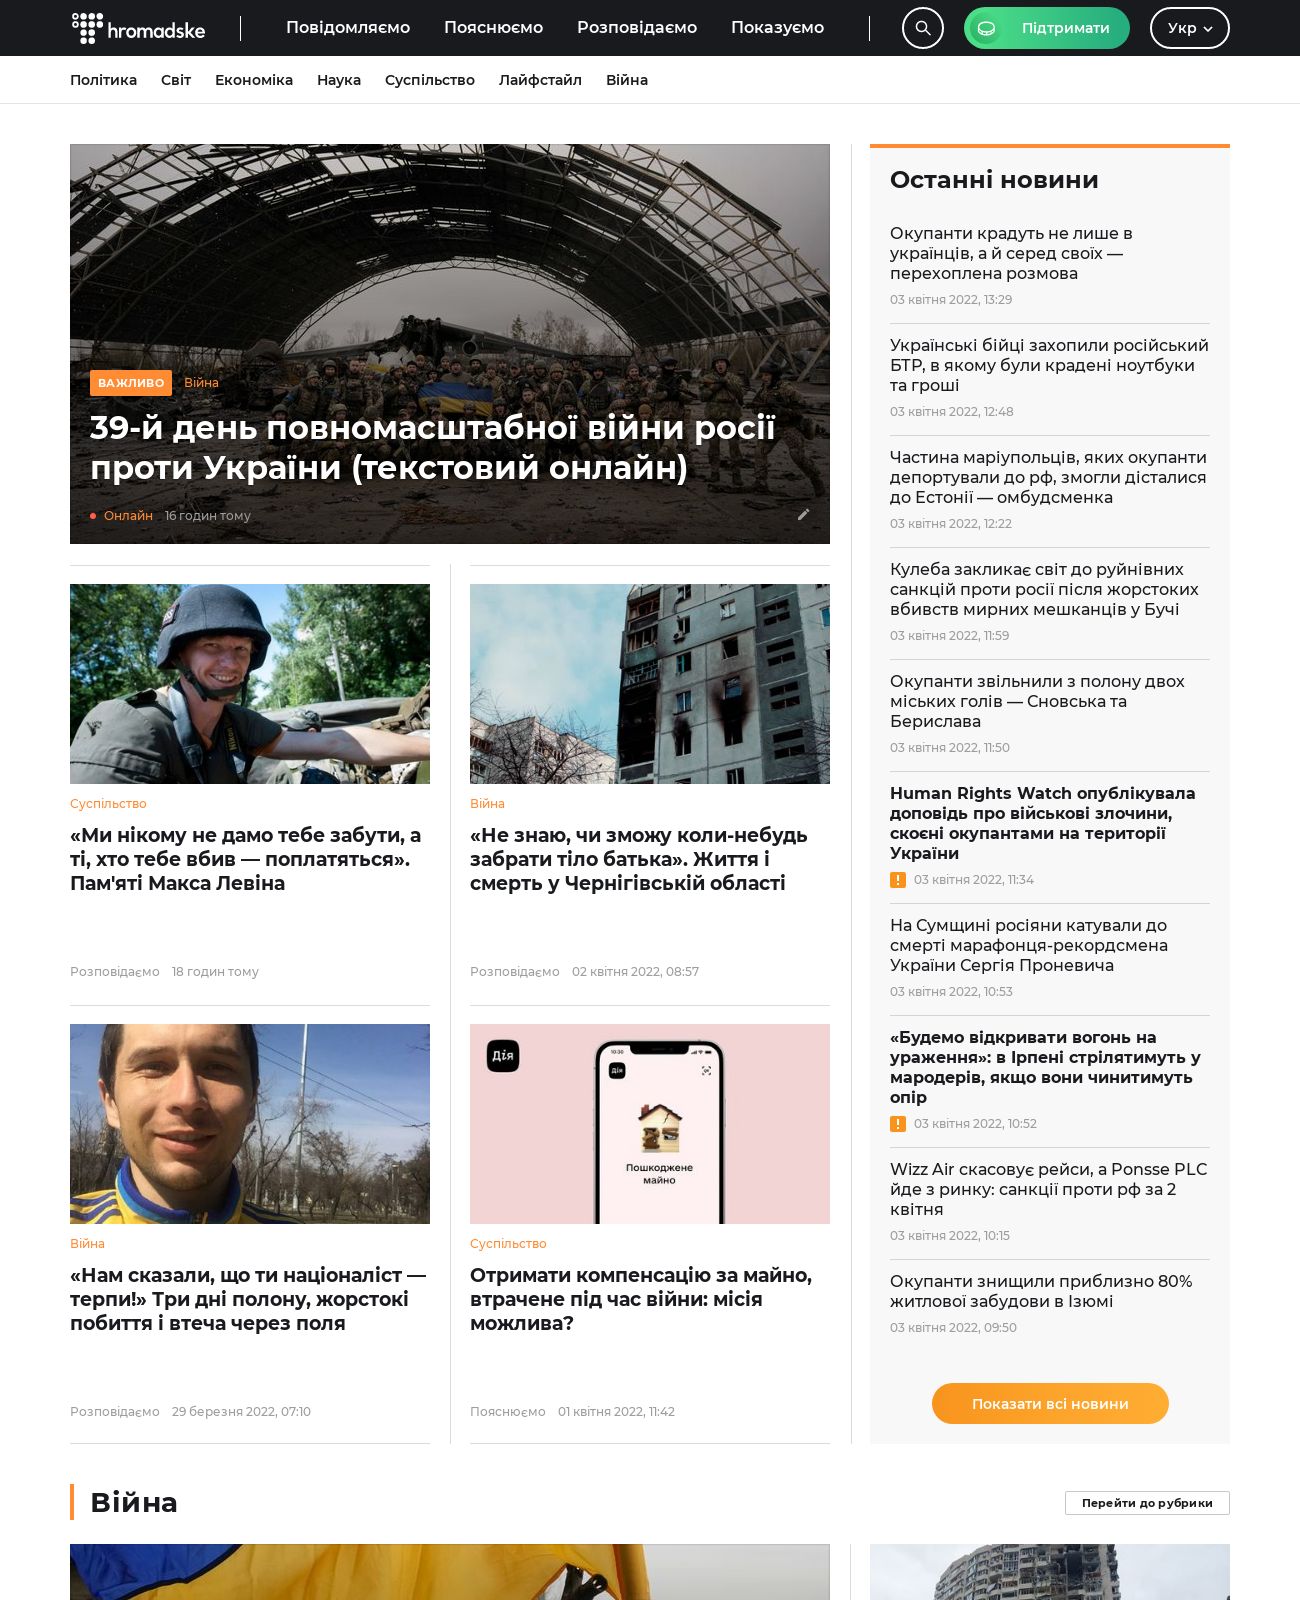 hromadske
Повідомляємо
Пояснюємо
Розповідаємо
Показуємо
Підтримати
Укр
Політика
Світ
Економіка
Наука
Суспільство
Лайфстайл
Війна
ВАЖЛИВО
Війна
39-й день повномасштабної війни росії
проти України (текстовий онлайн)
Онлайн 16 годин тому
Суспільство
«Ми нікому не дамо тебе забути, а
ті, хто тебе вбив — поплатяться».
Пам'яті Макса Левіна
Розповідаємо 18 годин тому
Війна
«Не знаю, чи зможу коли-небудь
забрати тіло батька». Життя і
смерть у Чернігівській області
Розповідаємо 02 квітня 2022, 08:57
Війна
«Нам сказали, що ти націоналіст —
терпи!» Три дні полону, жорстокі
побиття і втеча через поля
Розповідаємо 29 березня 2022, 07:10
Дія
10:30
Дія
Пошкоджене
майно
Суспільство
Отримати компенсацію за майно,
втрачене під час війни: місія
можлива?
Пояснюємо 01 квітня 2022, 11:42
Останні новини
Окупанти крадуть не лише в
українців, а й серед своїх —
перехоплена розмова
03 квітня 2022, 13:29
Українські бійці захопили російський
БТР, в якому були крадені ноутбуки
та гроші
03 квітня 2022, 12:48
Частина маріупольців, яких окупанти
депортували до рф, змогли дісталися
до Естонії — омбудсменка
03 квітня 2022, 12:22
Кулеба закликає світ до руйнівних
санкцій проти росії після жорстоких
вбивств мирних мешканців у Бучі
03 квітня 2022, 11:59
Окупанти звільнили з полону двох
міських голів — Сновська та
Берислава
03 квітня 2022, 11:50
Human Rights Watch опублікувала
доповідь про військові злочини,
скоєні окупантами на території
України
03 квітня 2022, 11:34
На Сумщині росіяни катували до
смерті марафонця-рекордсмена
України Сергія Проневича
03 квітня 2022, 10:53
«Будемо відкривати вогонь на
ураження»: в Ірпені стрілятимуть у
мародерів, якщо вони чинитимуть
опір
03 квітня 2022, 10:52
Wizz Air скасовує рейси, а Ponsse PLC
йде з ринку: санкції проти рф за 2
квітня
03 квітня 2022, 10:15
Окупанти знищили приблизно 80%
житлової забудови в Ізюмі
03 квітня 2022, 09:50
Показати всі новини
Війна
Перейти до рубрики